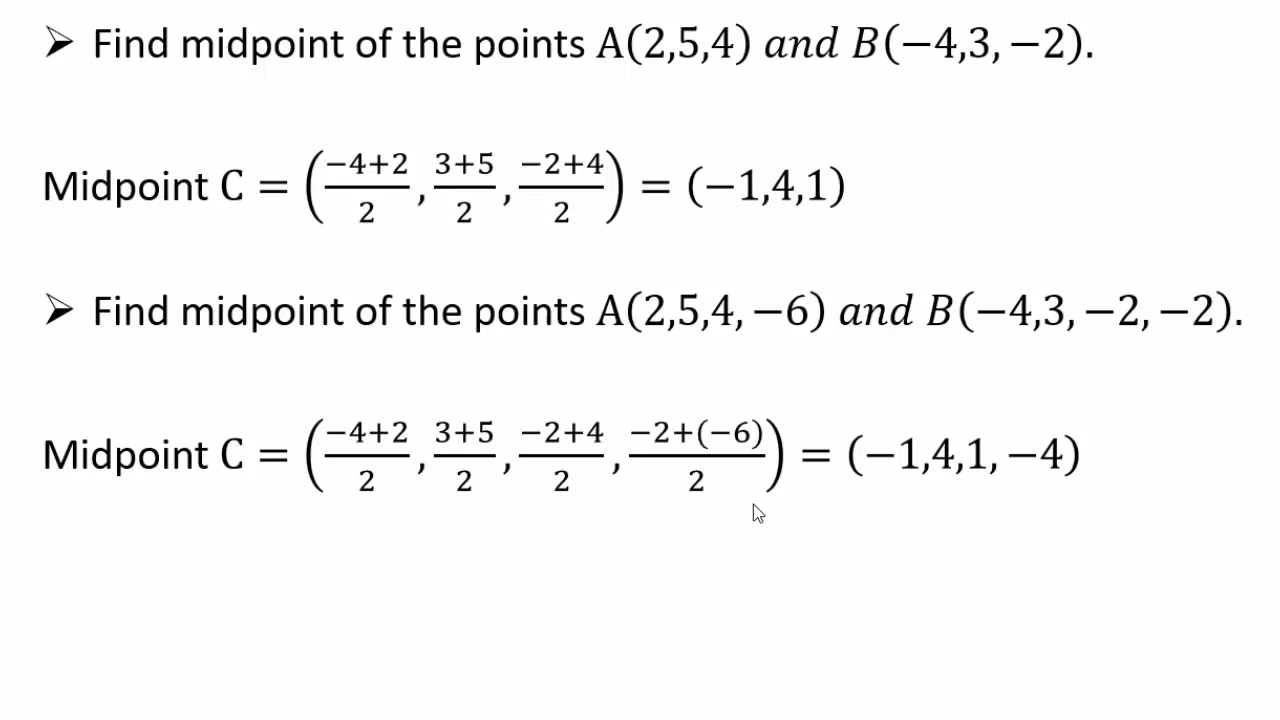 ➢ Find midpoint of the points A(2,5,4) and B(−4,3,−2).
Midpoint C = (−4+2/2, 3+5/2, −2+4/2) = (−1,4,1)
➢ Find midpoint of the points A(2,5,4,−6) and B(−4,3,−2,−2).
Midpoint C = (−4+2/2, 3+5/2, −2+4/2, −2+(−6)/2) = (−1,4,1,−4)